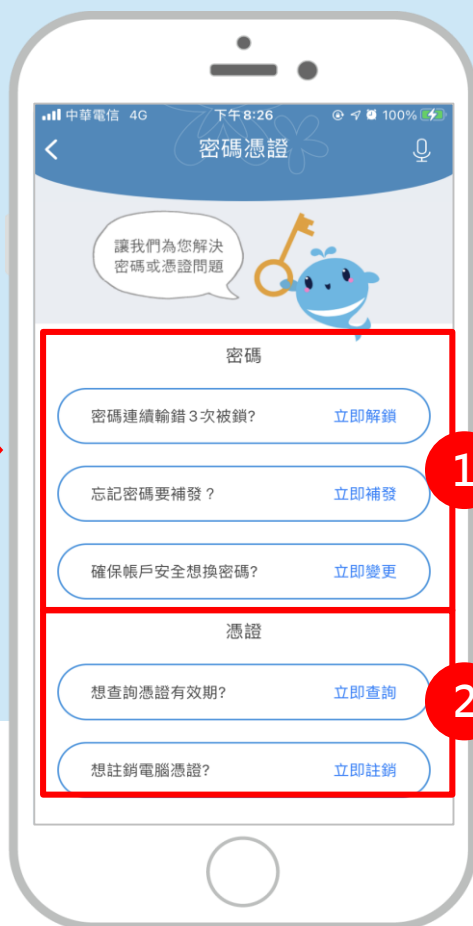 中華電信 4G 下午8:26 100%
密碼憑證
讓我們為您解決
密碼或憑證問題
密碼
密碼連續輸錯3次被鎖? 立即解鎖
忘記密碼要補發? 立即補發
1
確保帳戶安全想換密碼? 立即變更
憑證
想查詢憑證有效期? 立即查詢
2
想註銷電腦憑證? 立即註銷